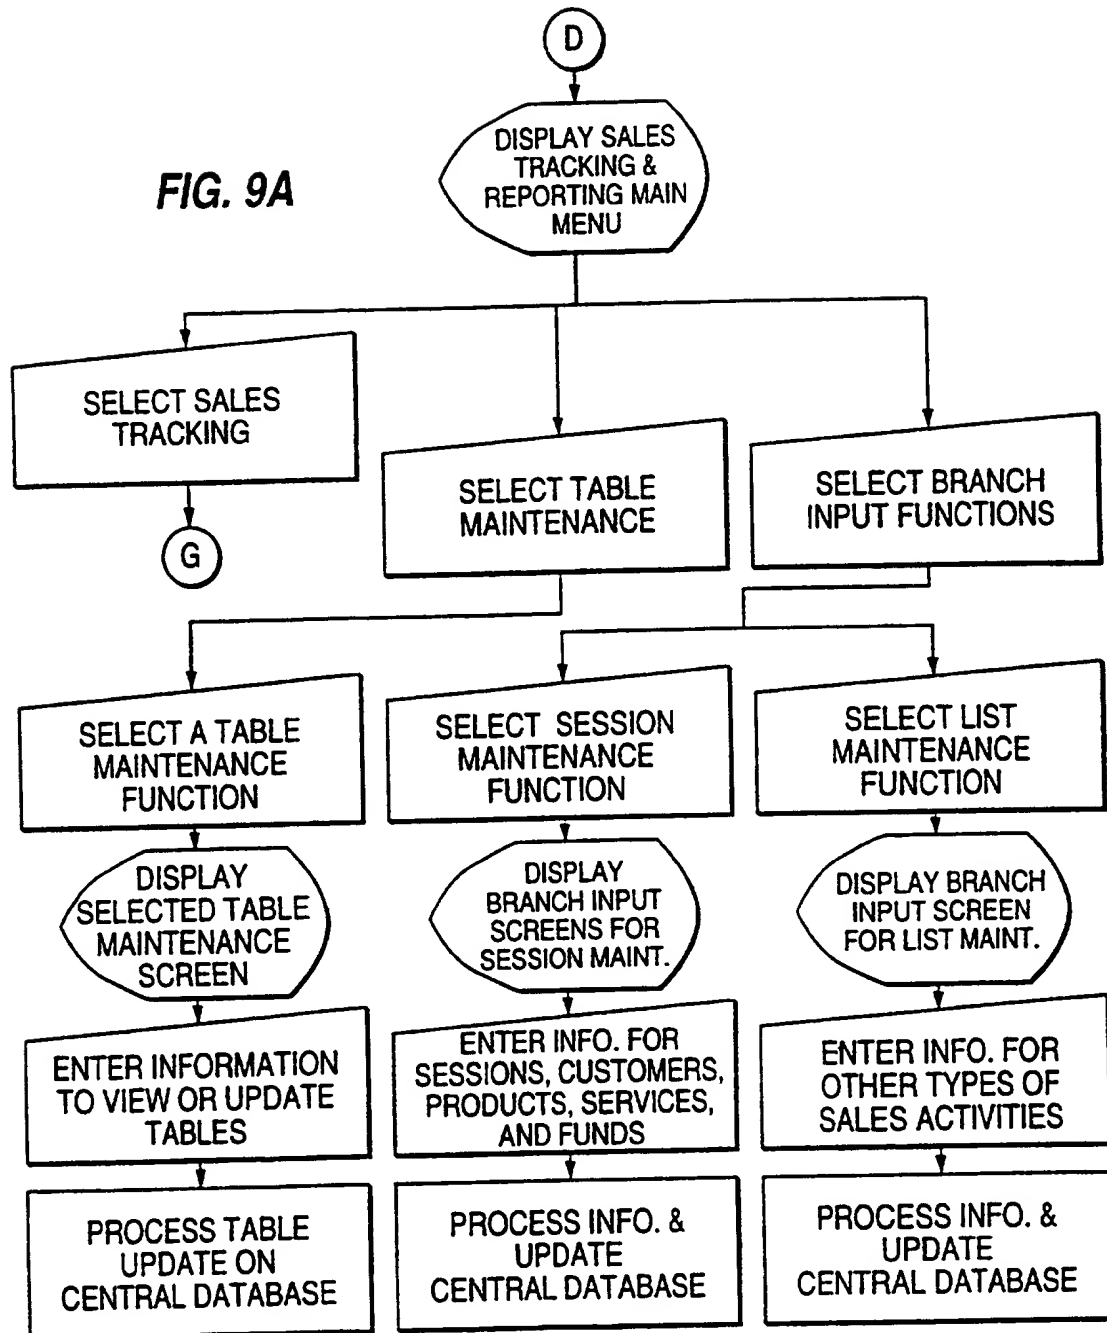 D
DISPLAY SALES
TRACKING &
REPORTING MAIN
MENU
FIG. 9A
SELECT SALES
TRACKING
G
SELECT TABLE
MAINTENANCE
SELECT BRANCH
INPUT FUNCTIONS
SELECT A TABLE
MAINTENANCE
FUNCTION
SELECT SESSION
MAINTENANCE
FUNCTION
SELECT LIST
MAINTENANCE
FUNCTION
DISPLAY
SELECTED TABLE
MAINTENANCE
SCREEN
DISPLAY
BRANCH INPUT
SCREENS FOR
SESSION MAINT.
DISPLAY BRANCH
INPUT SCREEN
FOR LIST MAINT.
ENTER INFORMATION
TO VIEW OR UPDATE
TABLES
ENTER INFO. FOR
SESSIONS, CUSTOMERS,
PRODUCTS, SERVICES,
AND FUNDS
ENTER INFO. FOR
OTHER TYPES OF
SALES ACTIVITIES
PROCESS TABLE
UPDATE ON
CENTRAL DATABASE
PROCESS INFO. &
UPDATE
CENTRAL DATABASE
PROCESS INFO. &
UPDATE
CENTRAL DATABASE